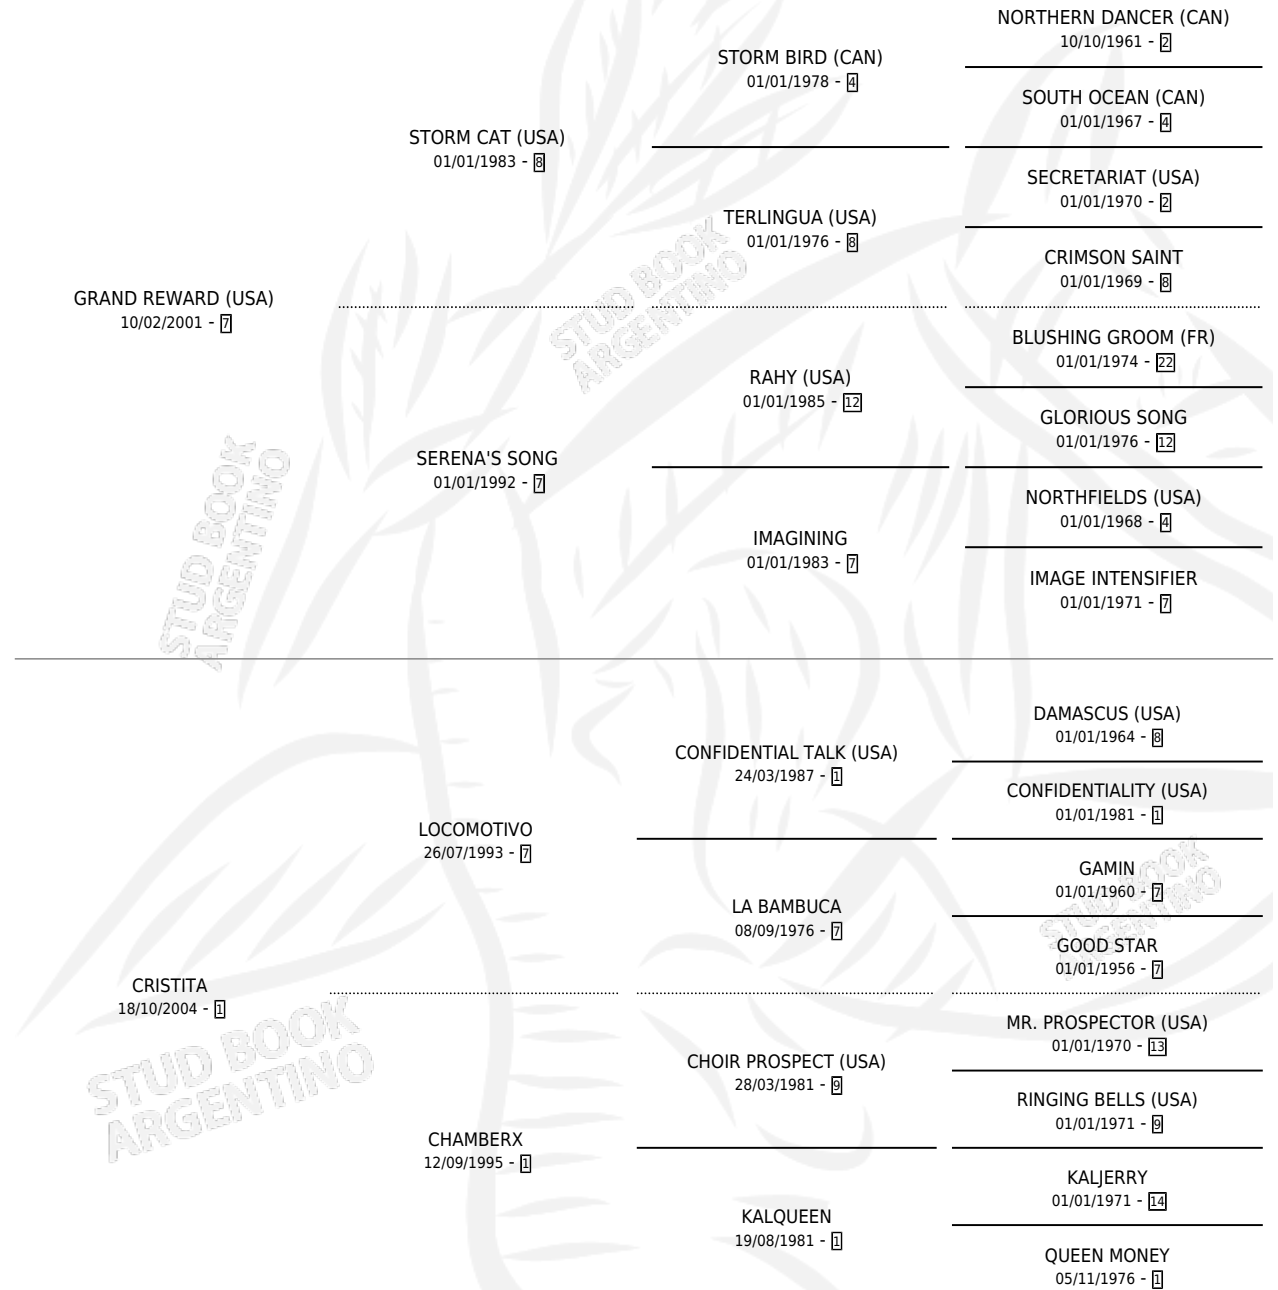 NORTHERN DANCER (CAN)
10/10/1961 - 2
STORM BIRD (CAN)
01/01/1978 - 4
SOUTH OCEAN (CAN)
01/01/1967 - 4
STORM CAT (USA)
01/01/1983 - 8
SECRETARIAT (USA)
01/01/1970 - 2
TERLINGUA (USA)
01/01/1976 - 8
CRIMSON SAINT
01/01/1969 - 8
GRAND REWARD (USA)
10/02/2001 - 7
STUD BOOK
ARGENTINO
BLUSHING GROOM (FR)
01/01/1974 - 22
RAHY (USA)
01/01/1985 - 12
GLORIOUS SONG
01/01/1976 - 12
SERENA'S SONG
01/01/1992 - 7
NORTHFIELDS (USA)
01/01/1968 - 4
IMAGINING
01/01/1983 - 7
IMAGE INTENSIFIER
01/01/1971 - 7
STUD BOOK
ARGENTINO
DAMASCUS (USA)
01/01/1964 - 8
CONFIDENTIAL TALK (USA)
24/03/1987 - 1
CONFIDENTIALITY (USA)
01/01/1981 - 1
LOCOMOTIVO
26/07/1993 - 7
GAMIN
01/01/1960 - 7
LA BAMBUCA
08/09/1976 - 7
GOOD STAR
01/01/1956 - 7
STUD BOOK
ARGENTINO
CRISTITA
18/10/2004 - 1
MR. PROSPECTOR (USA)
01/01/1970 - 13
CHOIR PROSPECT (USA)
28/03/1981 - 9
RINGING BELLS (USA)
01/01/1971 - 9
STUD BOOK
ARGENTINO
CHAMBERX
12/09/1995 - 1
KALJERRY
01/01/1971 - 14
KALQUEEN
19/08/1981 - 1
QUEEN MONEY
05/11/1976 - 1